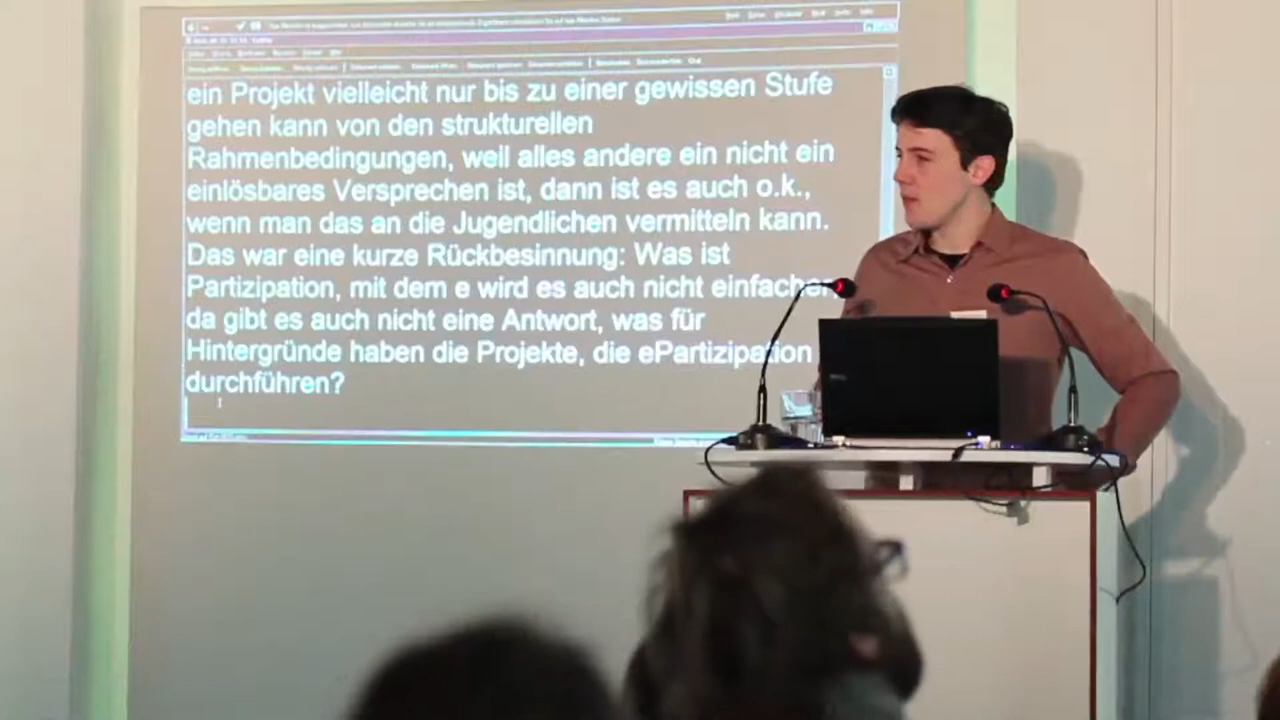 ein Projekt vielleicht nur bis zu einer gewissen Stufe
gehen kann von den strukturellen
Rahmenbedingungen, weil alles andere ein nicht ein
einlösbares Versprechen ist, dann ist es auch o.k.,
wenn man das an die Jugendlichen vermitteln kann.
Das war eine kurze Rückbesinnung: Was ist
Partizipation, mit dem e wird es auch nicht einfacher,
da gibt es auch nicht eine Antwort, was für
Hintergründe haben die Projekte, die ePartizipation
durchführen?